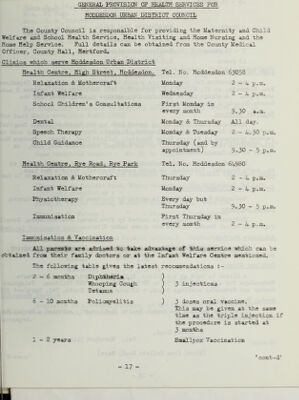 GENERAL PROVISION OF HEALTH SERVICES FOR
HODDESDON URBAN DISTRICT COUNCIL
The County Council is responsible for providing the Maternity and Child
Welfare and School Health Service, Health Visiting and Home Nursing and the
Home Help Service. Full details can be obtained from the County Medical
Officer, County Hall, Hertford.
Clinics which serve Hoddesdon Urban District
Health Centre, High Street, Hoddesdon. Tel. No. Hoddesdon 63058
Relaxation & Mothercraft Monday 2 - 4 p.m.
Infant Welfare Wednesday 2 - 4 p.m.
School Children's Consultations First Monday in
every month 9.30 a.m.
Dental Monday & Thursday All day.
Speech Therapy Monday & Tuesday 2 - 4.30 p.m.
Child Guidance Thursday (and by
appointment) 9.30 - 5 p.m.
Health Centre, Rye Road, Rye Park Tel. No. Hoddesdon 64980
Relaxation & Mothercraft Thursday 2 - 4 p.m.
Infant Welfare Monday 2 - 4 p.m.
Physiotherapy Every day but
Thursday 9.30 - 5 p.m.
Immunisation First Thursday in
every month 2 - 4 p.m.
Immunisation & Vaccination
All parents are advised to take advantage of this service which can be
obtained from their family doctors or at the Infant Welfare Centre mentioned.
The following table gives the latest recommendations :-
2 - 6 months Diphtheria )
Whooping Cough ) 3 injections
Tetanus )
6 - 10 months Poliomyelitis ) 3 doses oral vaccine.
This may be given at the same
time as the triple injection if
the procedure is started at
3 months
1 - 2 years Smallpox Vaccination
'cont-d'
- 17 -